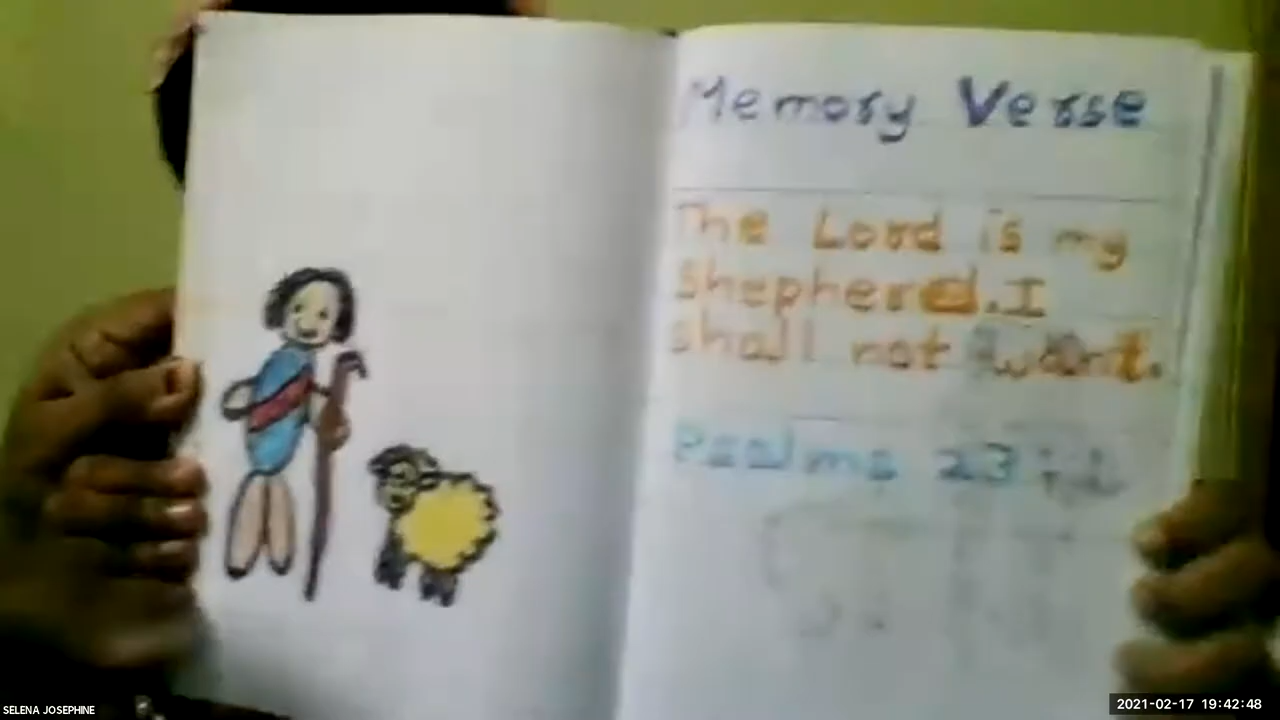 Memory Verse
The Lord is my
shepherd. I
shall not want.
Psalms 23:1
SELENA JOSEPHINE
2021-02-17 19:42:48